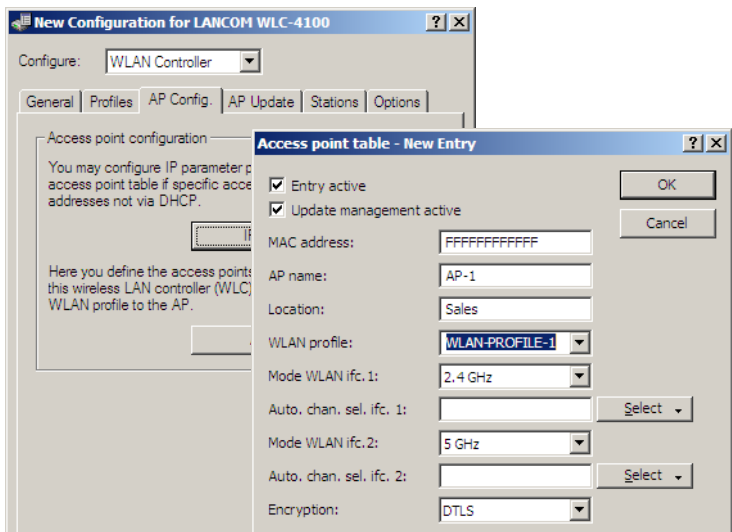 New Configuration for LANCOM WLC-4100
Configure: WLAN Controller
General Profiles AP Config. AP Update Stations Options
Access point configuration
You may configure IP parameter p
access point table if specific acce
addresses not via DHCP.
Here you define the access points
this wireless LAN controller (WLC)
WLAN profile to the AP.
Access point table - New Entry
Entry active
OK
Update management active
Cancel
MAC address: FFFFFFFFFFFF
AP name: AP-1
Location: Sales
WLAN profile: WLAN-PROFILE-1
Mode WLAN ifc.1: 2.4 GHz
Auto. chan. sel. ifc. 1: Select
Mode WLAN ifc.2: 5 GHz
Auto. chan. sel. ifc. 2: Select
Encryption: DTLS